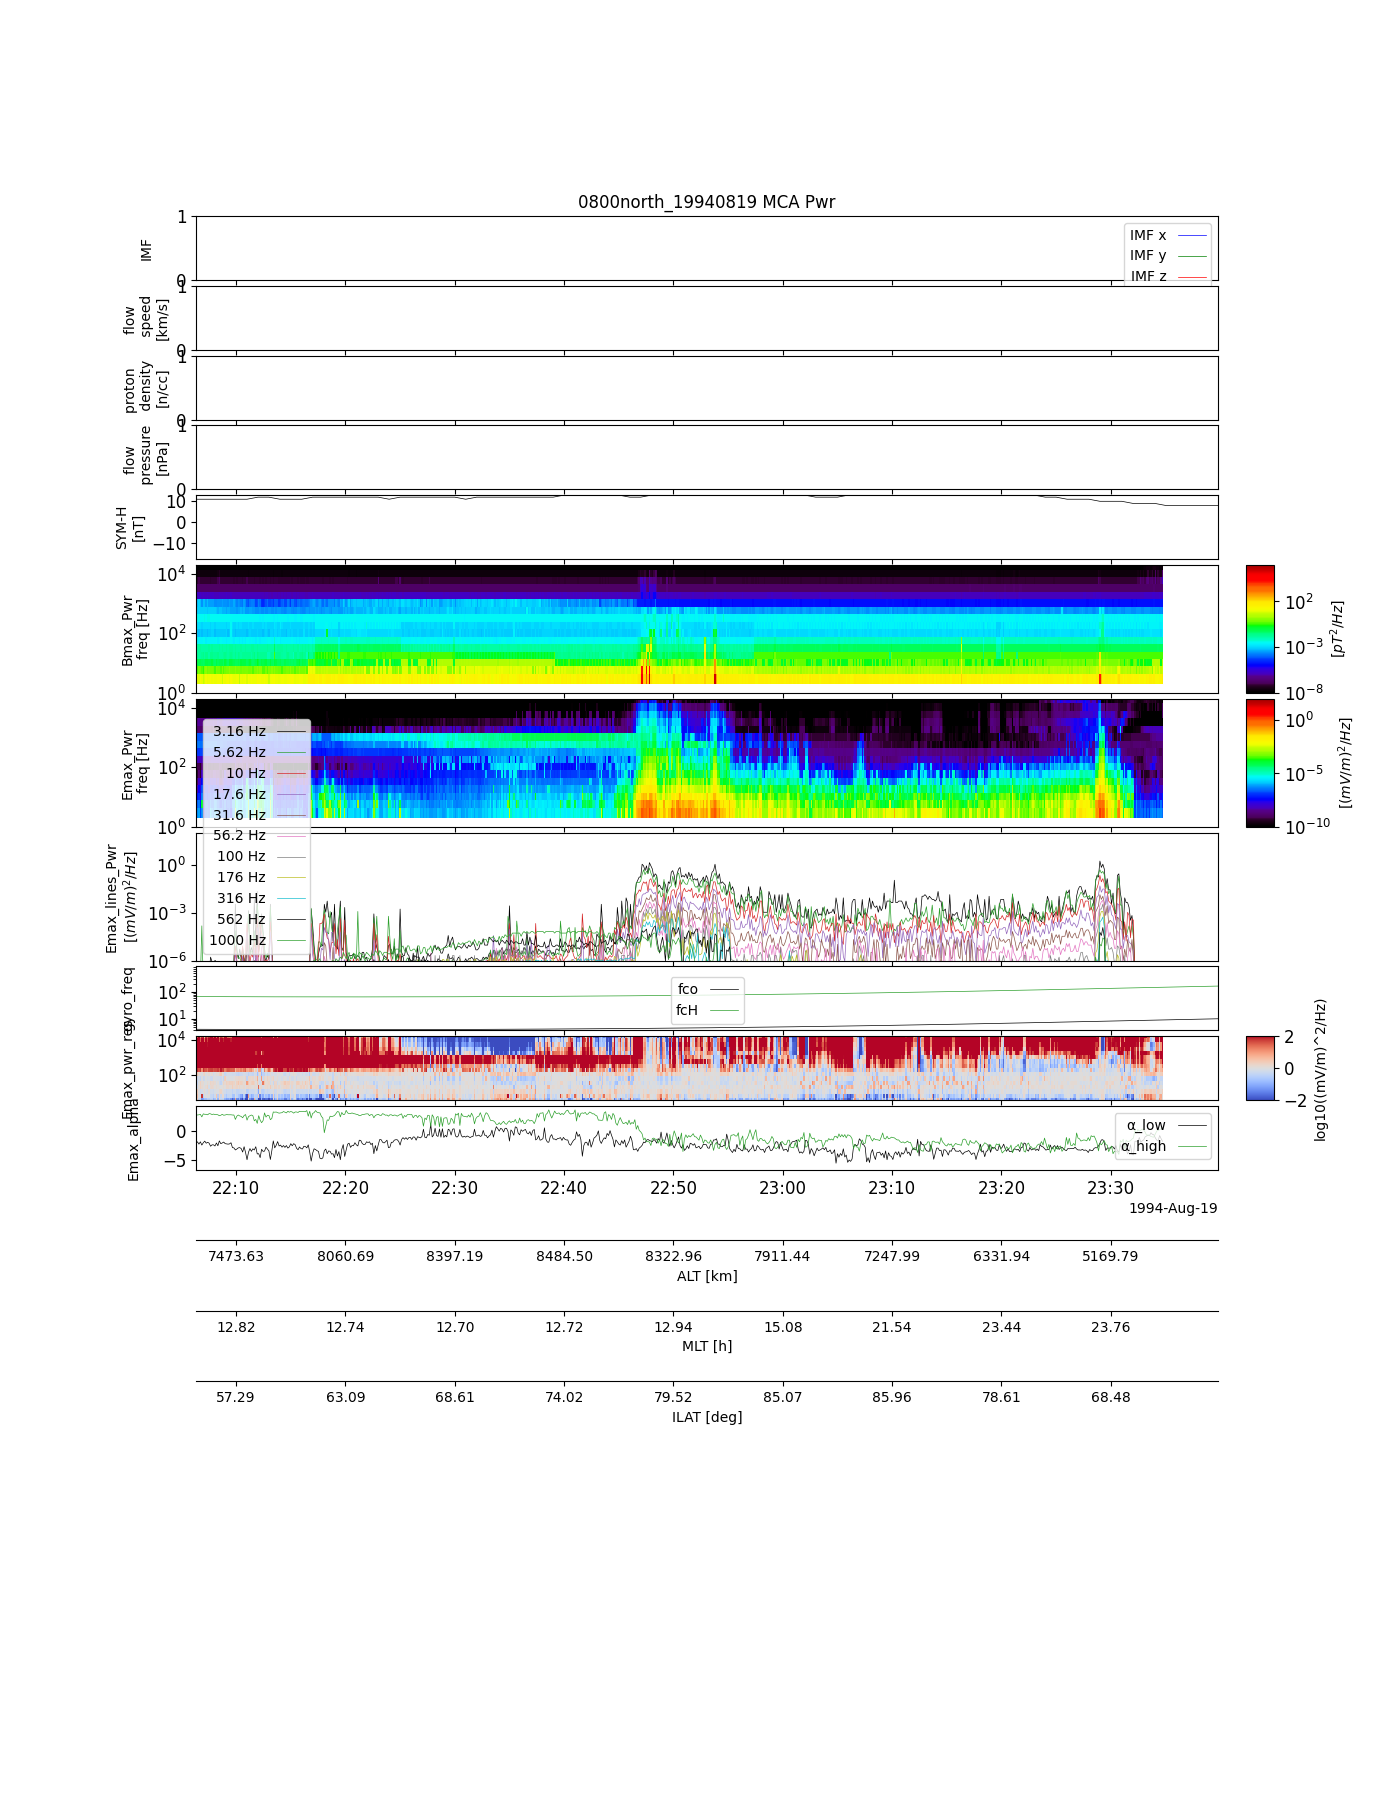 0800north_19940819 MCA Pwr
1
IMF
0
IMF x
IMF y
IMF z
1
flow
speed
[km/s]
0
1
proton
density
[n/cc]
0
1
flow
pressure
[nPa]
0
10
SYM-H
[nT]
0
−10
10^4
Bmax_Pwr
freq [Hz]
10^2
10^0
10^2
10^-3
10^-8
[pT^2/Hz]
10^4
Emax_Pwr
freq [Hz]
10^2
10^0
10^0
10^-5
10^-10
[(mV/m)^2/Hz]
3.16 Hz
5.62 Hz
10 Hz
17.6 Hz
31.6 Hz
56.2 Hz
100 Hz
176 Hz
316 Hz
562 Hz
1000 Hz
Emax_lines_Pwr
[(mV/m)^2/Hz]
10^0
10^-3
10^-6
10^2
10^1
fco
fcH
Emax_pwr_reg
10^4
10^2
2
0
−2
log10((mV/m)^2/Hz)
Emax_alpha
0
−5
α_low
α_high
22:10 22:20 22:30 22:40 22:50 23:00 23:10 23:20 23:30
1994-Aug-19
7473.63 8060.69 8397.19 8484.50 8322.96 7911.44 7247.99 6331.94 5169.79
ALT [km]
12.82 12.74 12.70 12.72 12.94 15.08 21.54 23.44 23.76
MLT [h]
57.29 63.09 68.61 74.02 79.52 85.07 85.96 78.61 68.48
ILAT [deg]